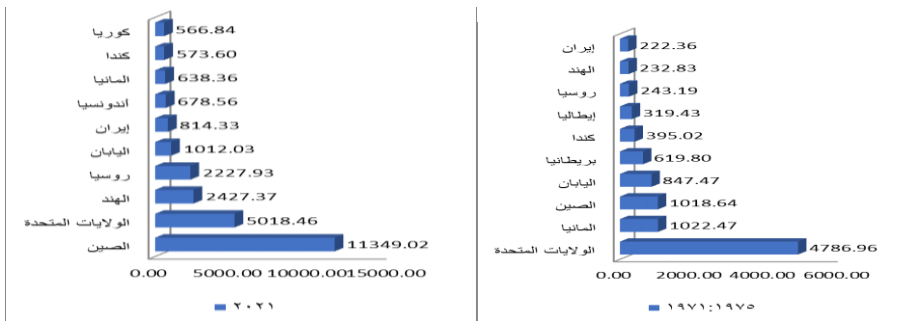 كوريا 566.84
كندا 573.60
المانيا 638.36
اندونسيا 678.56
إيران 814.33
اليابان 1012.03
روسيا 2227.93
الهند 2427.37
الولايات المتحدة 5018.46
الصين 11349.02
0.00 5000.00 10000.00 15000.00
٢٠٢١
إيران 222.36
الهند 232.83
روسيا 243.19
إيطاليا 319.43
كندا 395.02
بريطانيا 619.80
اليابان 847.47
الصين 1018.64
المانيا 1022.47
الولايات المتحدة 4786.96
0.00 2000.00 4000.00 6000.00
١٩٧١:١٩٧٥